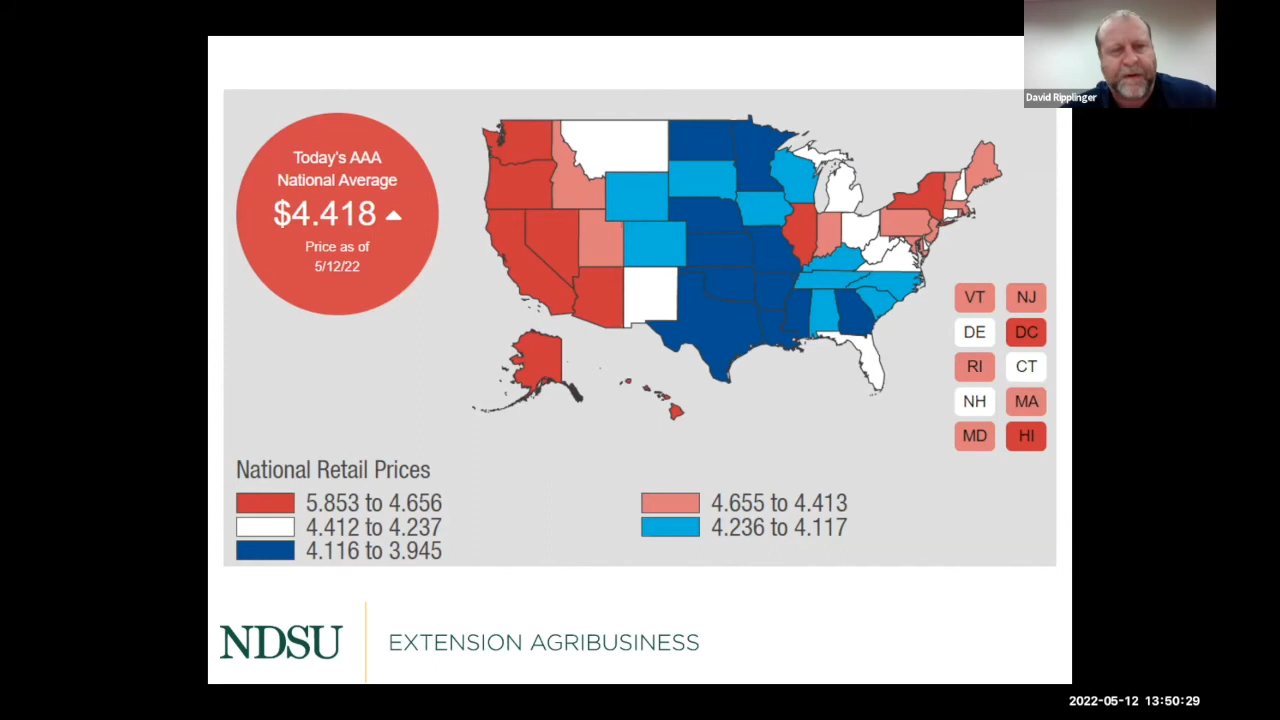 David Ripplinger
Today's AAA
National Average
$4.418
Price as of
5/12/22
VT NJ
DE DC
RI CT
NH MA
MD HI
National Retail Prices
5.853 to 4.656 4.655 to 4.413
4.412 to 4.237 4.236 to 4.117
4.116 to 3.945
NDSU EXTENSION AGRIBUSINESS
2022-05-12 13:50:29